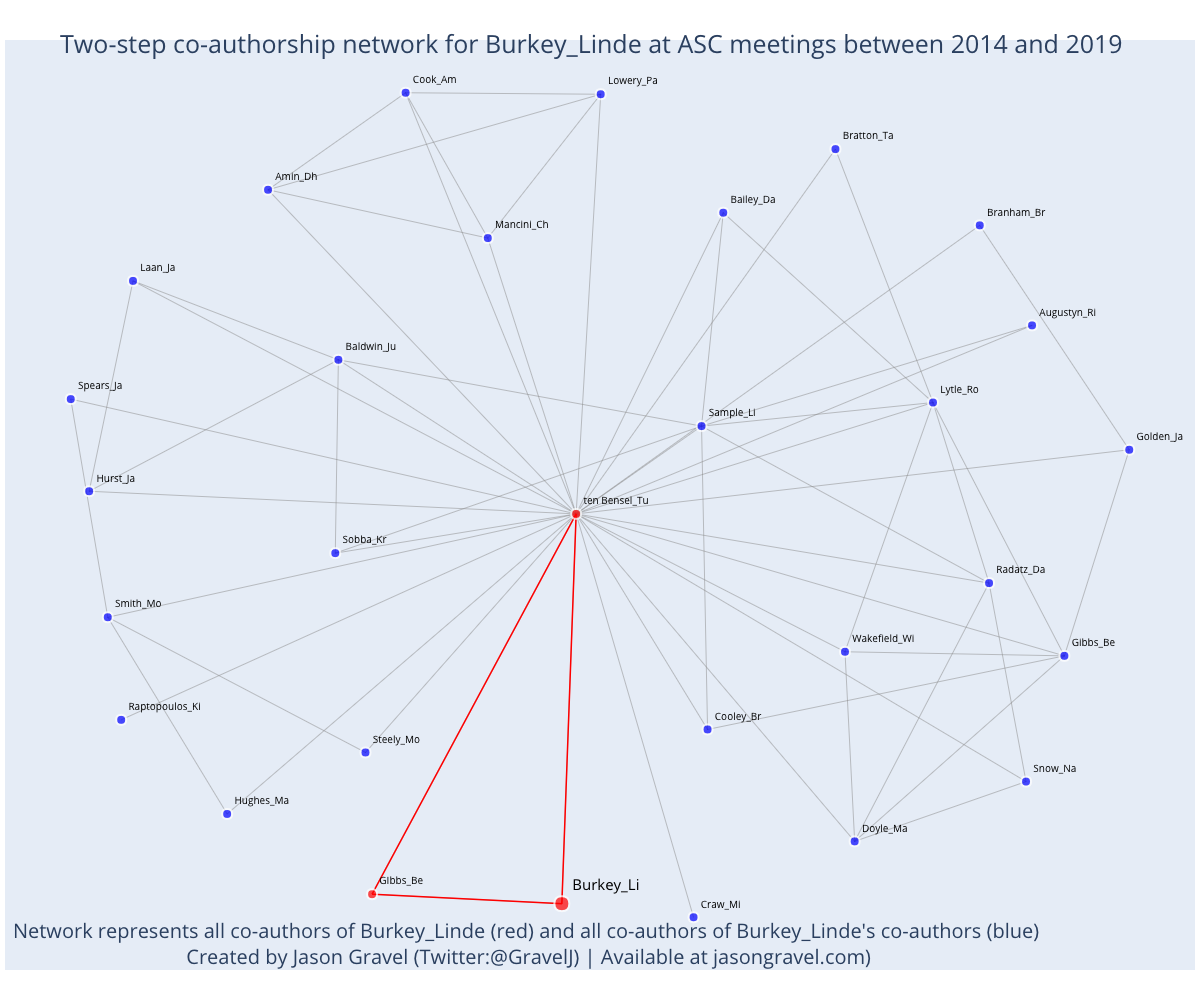 Two-step co-authorship network for Burkey_Linde at ASC meetings between 2014 and 2019
Cook_Am
Lowery_Pa
Bratton_Ta
Amin_Dh
Bailey_Da
Branham_Br
Mancini_Ch
Laan_Ja
Augustyn_Ri
Baldwin_Ju
Spears_Ja
Lytle_Ro
Sample_Li
Golden_Ja
Hurst_Ja
ten Bensel_Tu
Sobba_Kr
Radatz_Da
Smith_Mo
Wakefield_Wi
Gibbs_Be
Raptopoulos_Ki
Cooley_Br
Steely_Mo
Snow_Na
Hughes_Ma
Doyle_Ma
Gibbs_Be
Burkey_Li
Craw_Mi
Network represents all co-authors of Burkey_Linde (red) and all co-authors of Burkey_Linde's co-authors (blue)
Created by Jason Gravel (Twitter:@GravelJ) | Available at jasongravel.com)